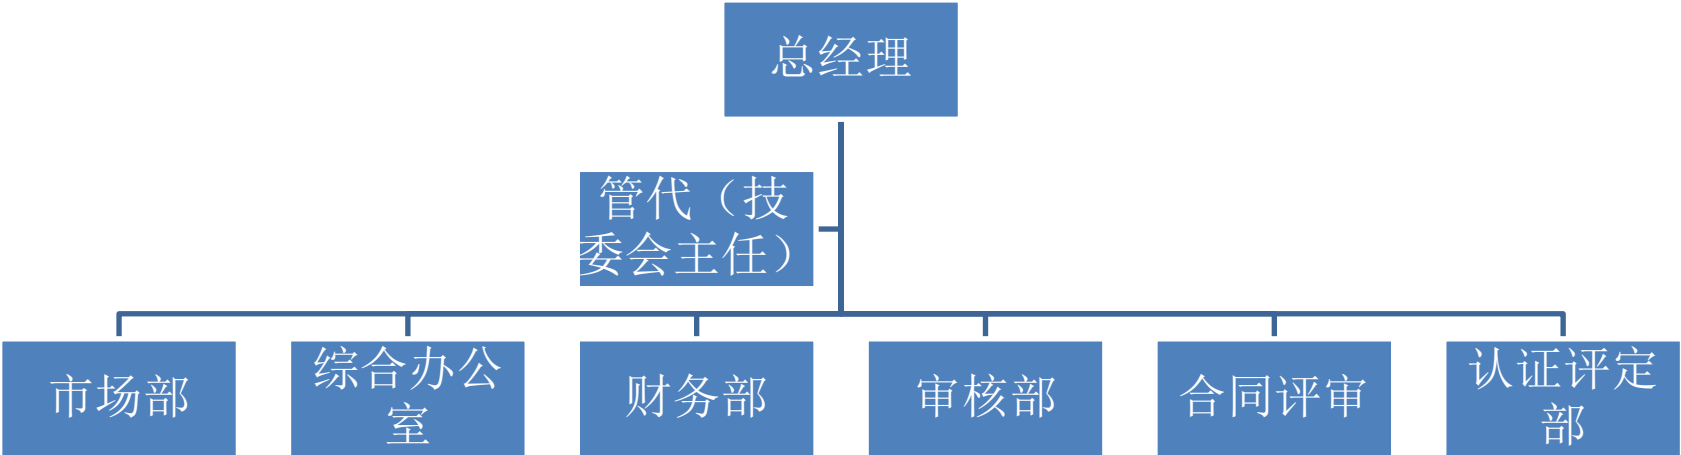 总经理
管代（技
委会主任）
市场部
综合办公
室
财务部
审核部
合同评审
认证评定
部